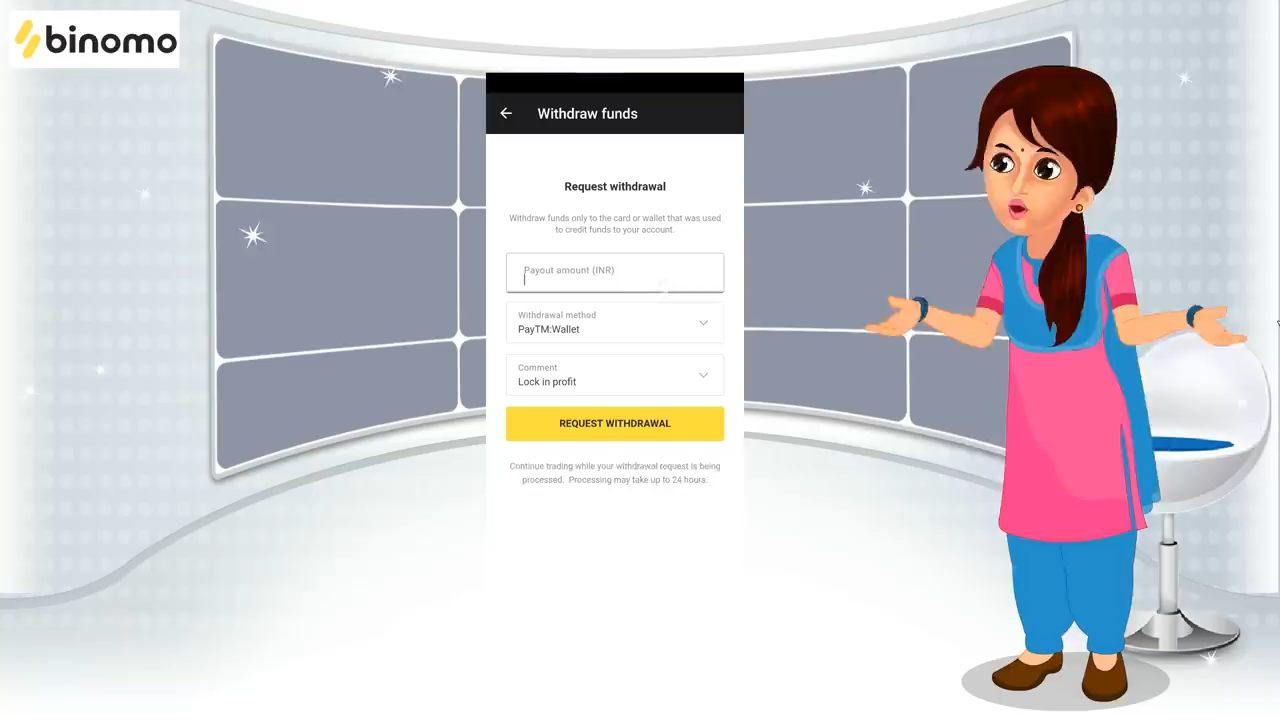 binomo
Withdraw funds
Request withdrawal
Withdraw funds only to the card or wallet that was used
to credit funds to your account.
Payout amount (INR)
Withdrawal method
PayTM:Wallet
Comment
Lock in profit
REQUEST WITHDRAWAL
Continue trading while your withdrawal request is being
processed. Processing may take up to 24 hours.